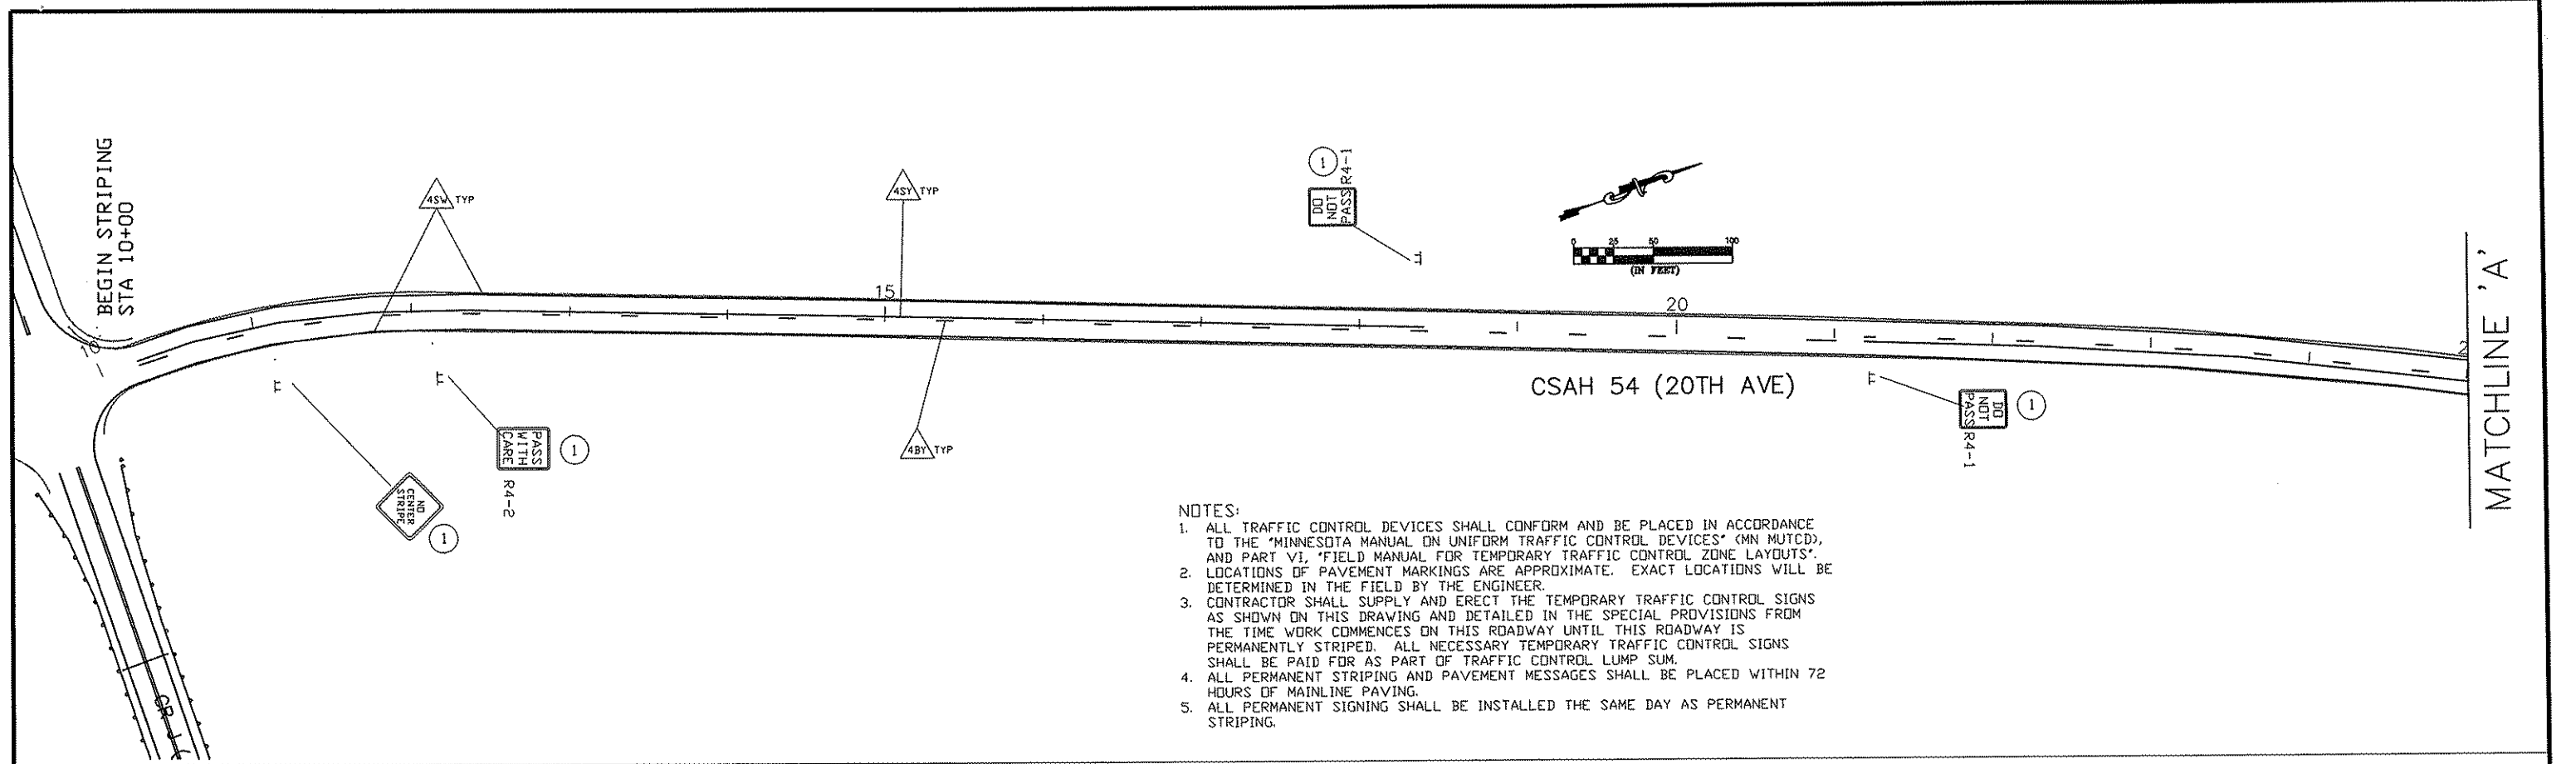 BEGIN STRIPING
STA 10+00
10
4SW TYP
4SY TYP
15
1
DO
NOT
PASS
R4-1
0 25 50 100
(IN FEET)
20
MATCHLINE 'A'
CSAH 54 (20TH AVE)
4BY TYP
PASS
WITH
CARE
R4-2
1
NO
CENTER
STRIPE
1
DO
NOT
PASS
R4-1
1
NOTES:
1. ALL TRAFFIC CONTROL DEVICES SHALL CONFORM AND BE PLACED IN ACCORDANCE
TO THE "MINNESOTA MANUAL ON UNIFORM TRAFFIC CONTROL DEVICES" (MN MUTCD),
AND PART VI, "FIELD MANUAL FOR TEMPORARY TRAFFIC CONTROL ZONE LAYOUTS".
2. LOCATIONS OF PAVEMENT MARKINGS ARE APPROXIMATE. EXACT LOCATIONS WILL BE
DETERMINED IN THE FIELD BY THE ENGINEER.
3. CONTRACTOR SHALL SUPPLY AND ERECT THE TEMPORARY TRAFFIC CONTROL SIGNS
AS SHOWN ON THIS DRAWING AND DETAILED IN THE SPECIAL PROVISIONS FROM
THE TIME WORK COMMENCES ON THIS ROADWAY UNTIL THIS ROADWAY IS
PERMANENTLY STRIPED. ALL NECESSARY TEMPORARY TRAFFIC CONTROL SIGNS
SHALL BE PAID FOR AS PART OF TRAFFIC CONTROL LUMP SUM.
4. ALL PERMANENT STRIPING AND PAVEMENT MESSAGES SHALL BE PLACED WITHIN 72
HOURS OF MAINLINE PAVING.
5. ALL PERMANENT SIGNING SHALL BE INSTALLED THE SAME DAY AS PERMANENT
STRIPING.